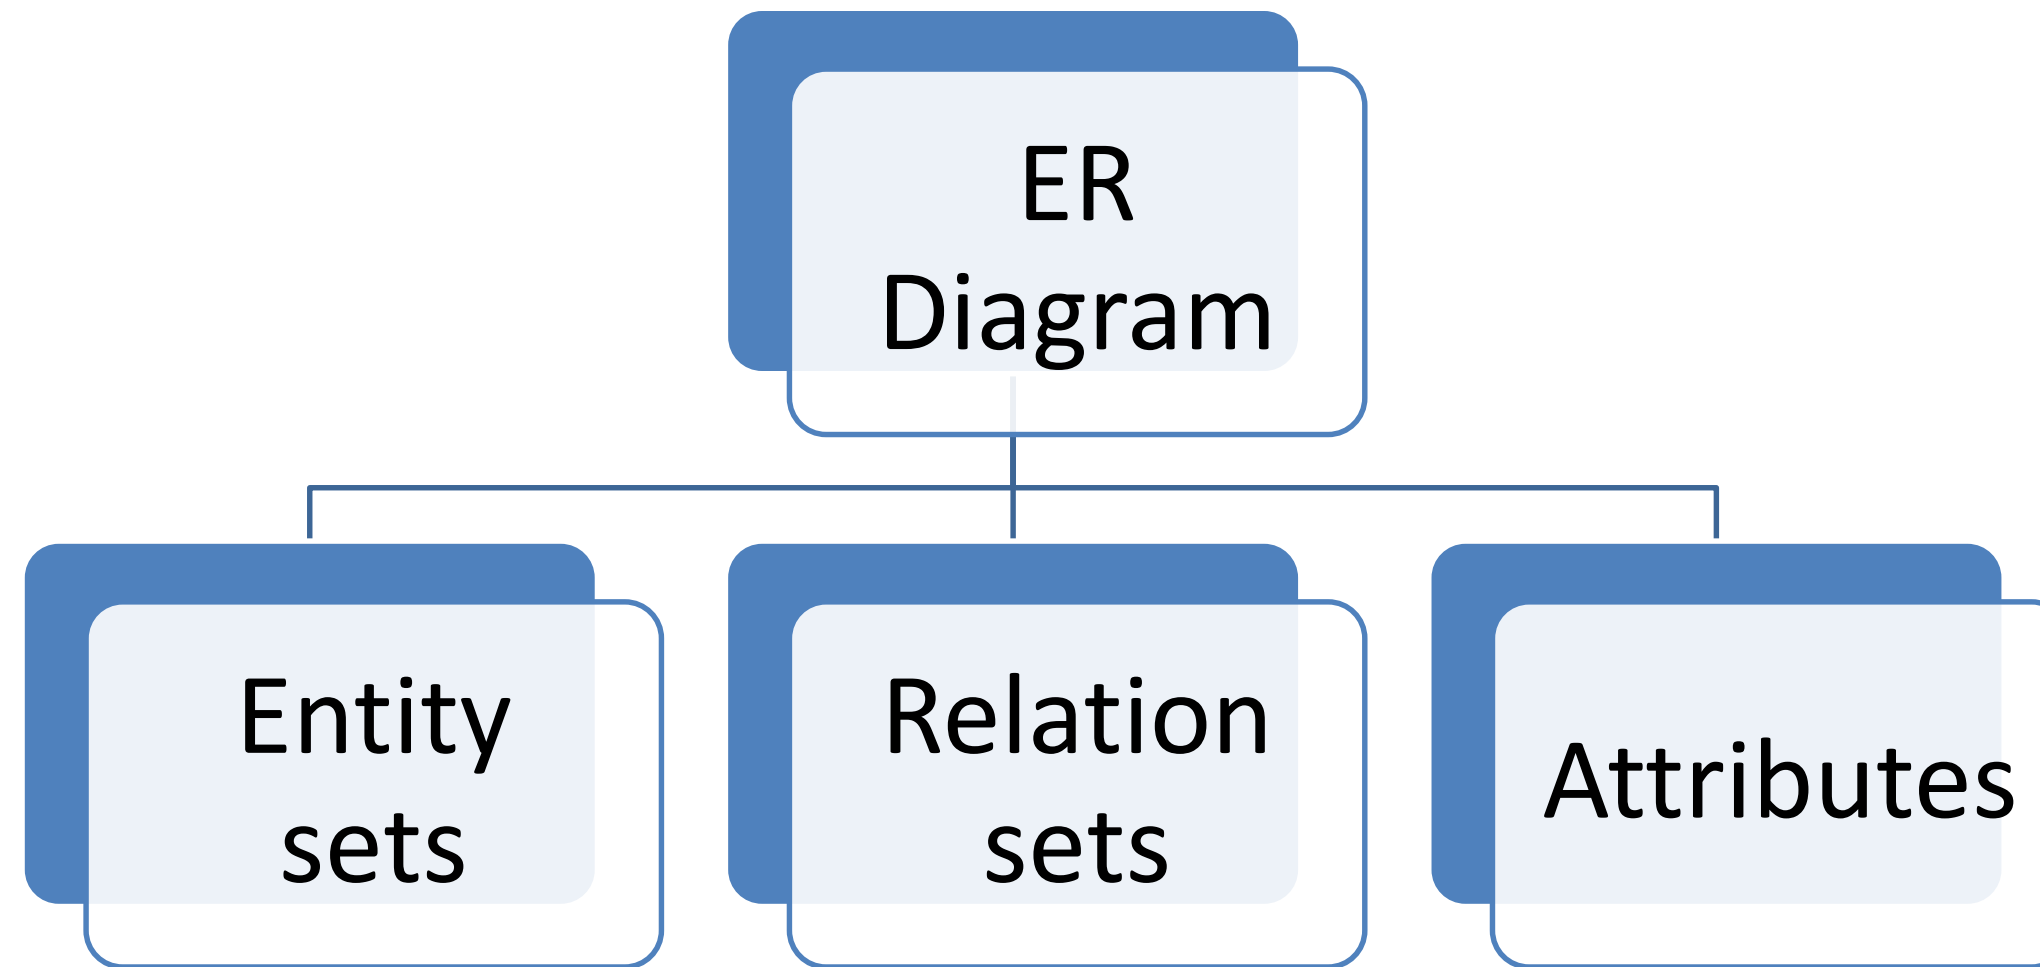 ER
Diagram
Entity
sets
Relation
sets
Attributes